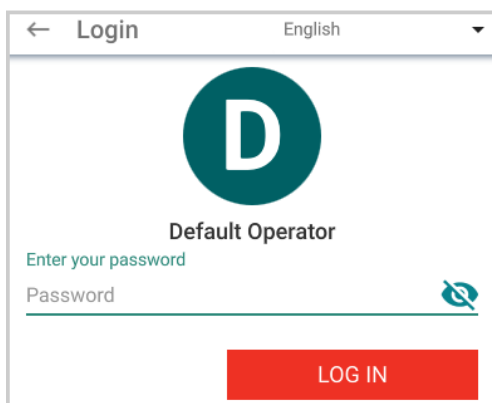 Login English
D
Default Operator
Enter your password
Password
LOG IN